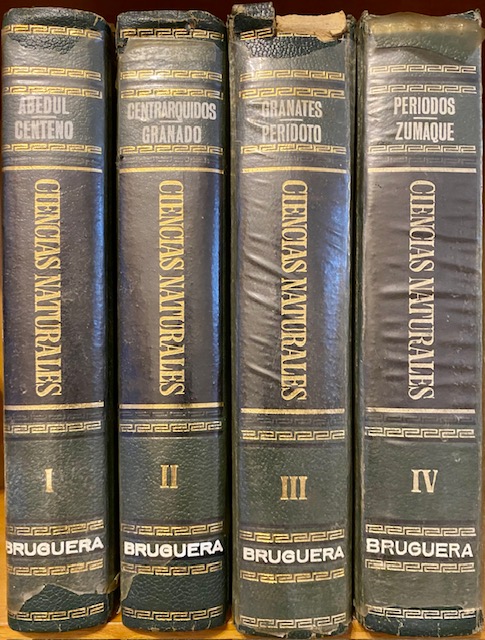 ABEDUL
CENTENO
CIENCIAS NATURALES
I
BRUGUERA
CENTRARQUIDOS
GRANADO
CIENCIAS NATURALES
II
BRUGUERA
GRANATES
PERIDOTO
CIENCIAS NATURALES
III
BRUGUERA
PERIODOS
ZUMAQUE
CIENCIAS NATURALES
IV
BRUGUERA